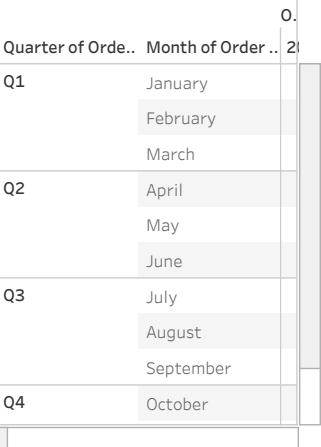 O.
Quarter of Orde.. Month of Order ..
Q1 January
February
March
Q2 April
May
June
Q3 July
August
September
Q4 October